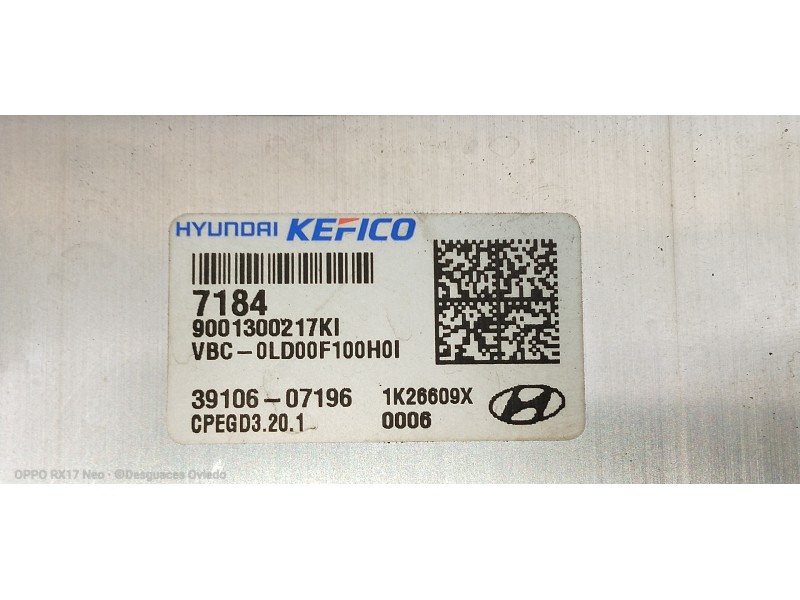 HYUNDAI KEFICO
7184
9001300217KI
VBC-0LD00F100H0I
39106-07196 1K26609X
CPEGD3.20.1 0006
OPPO RX17 Neo · ©Desguaces Oviedo